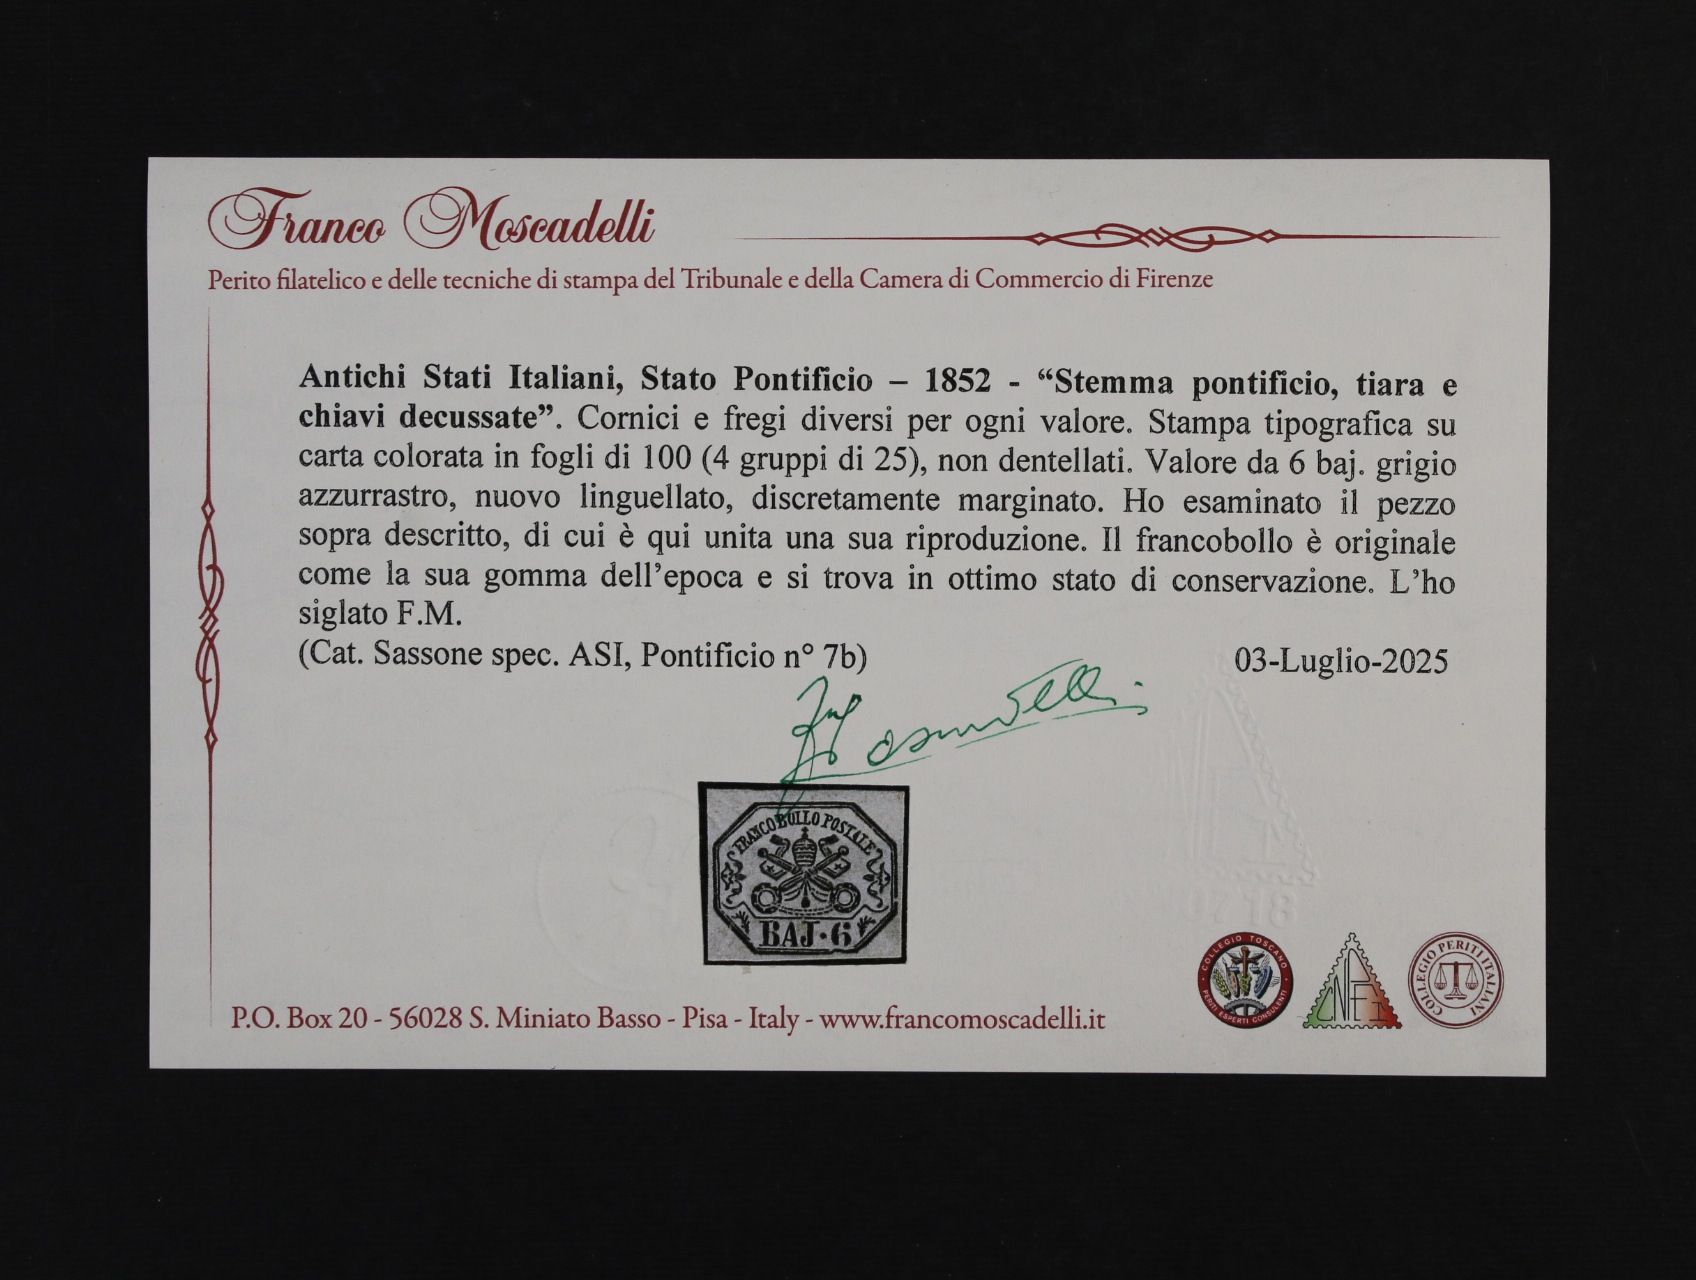 Franco Moscadelli
Perito filatelico e delle tecniche di stampa del Tribunale e della Camera di Commercio di Firenze
Antichi Stati Italiani, Stato Pontificio – 1852 - “Stemma pontificio, tiara e
chiavi decussate”. Cornici e fregi diversi per ogni valore. Stampa tipografica su
carta colorata in fogli di 100 (4 gruppi di 25), non dentellati. Valore da 6 baj. grigio
azzurrastro, nuovo linguellato, discretamente marginato. Ho esaminato il pezzo
sopra descritto, di cui è qui unita una sua riproduzione. Il francobollo è originale
come la sua gomma dell’epoca e si trova in ottimo stato di conservazione. L’ho
siglato F.M.
(Cat. Sassone spec. ASI, Pontificio n° 7b)
03-Luglio-2025
FRANCO BOLLO POSTALE
BAJ·6
COLLEGIO TOSCANO
PERITI ESPERTI CONSULENTI
COLLEGIO PERITI ITALIANI
P.O. Box 20 - 56028 S. Miniato Basso - Pisa - Italy - www.francomoscadelli.it